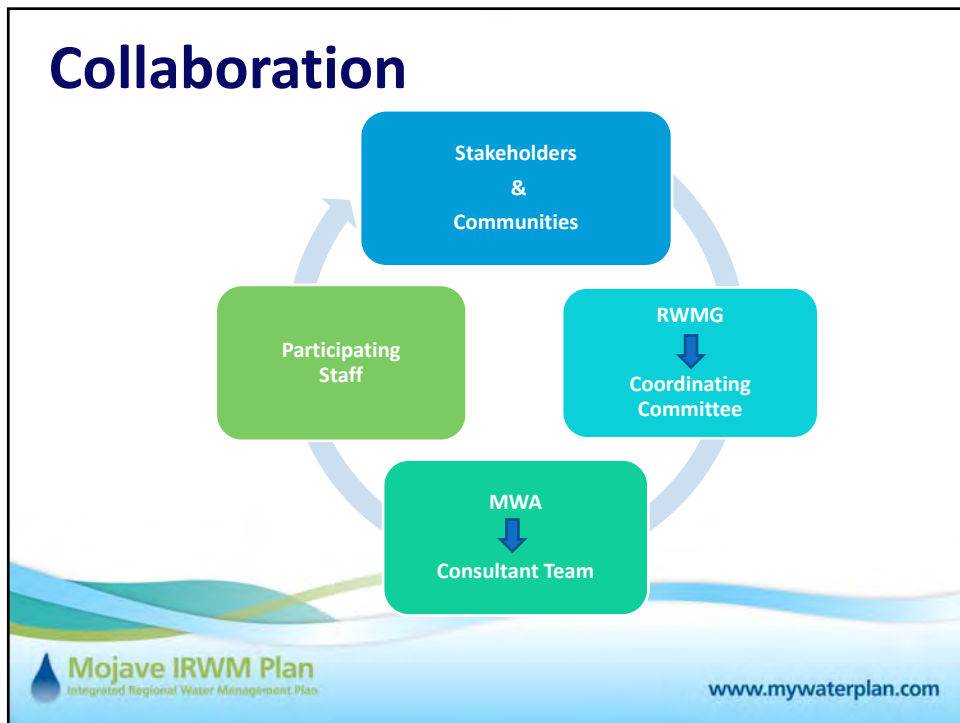 Collaboration
Stakeholders
&
Communities
RWMG
Coordinating
Committee
Participating
Staff
MWA
Consultant Team
Mojave IRWM Plan
Integrated Regional Water Management Plan
www.mywaterplan.com